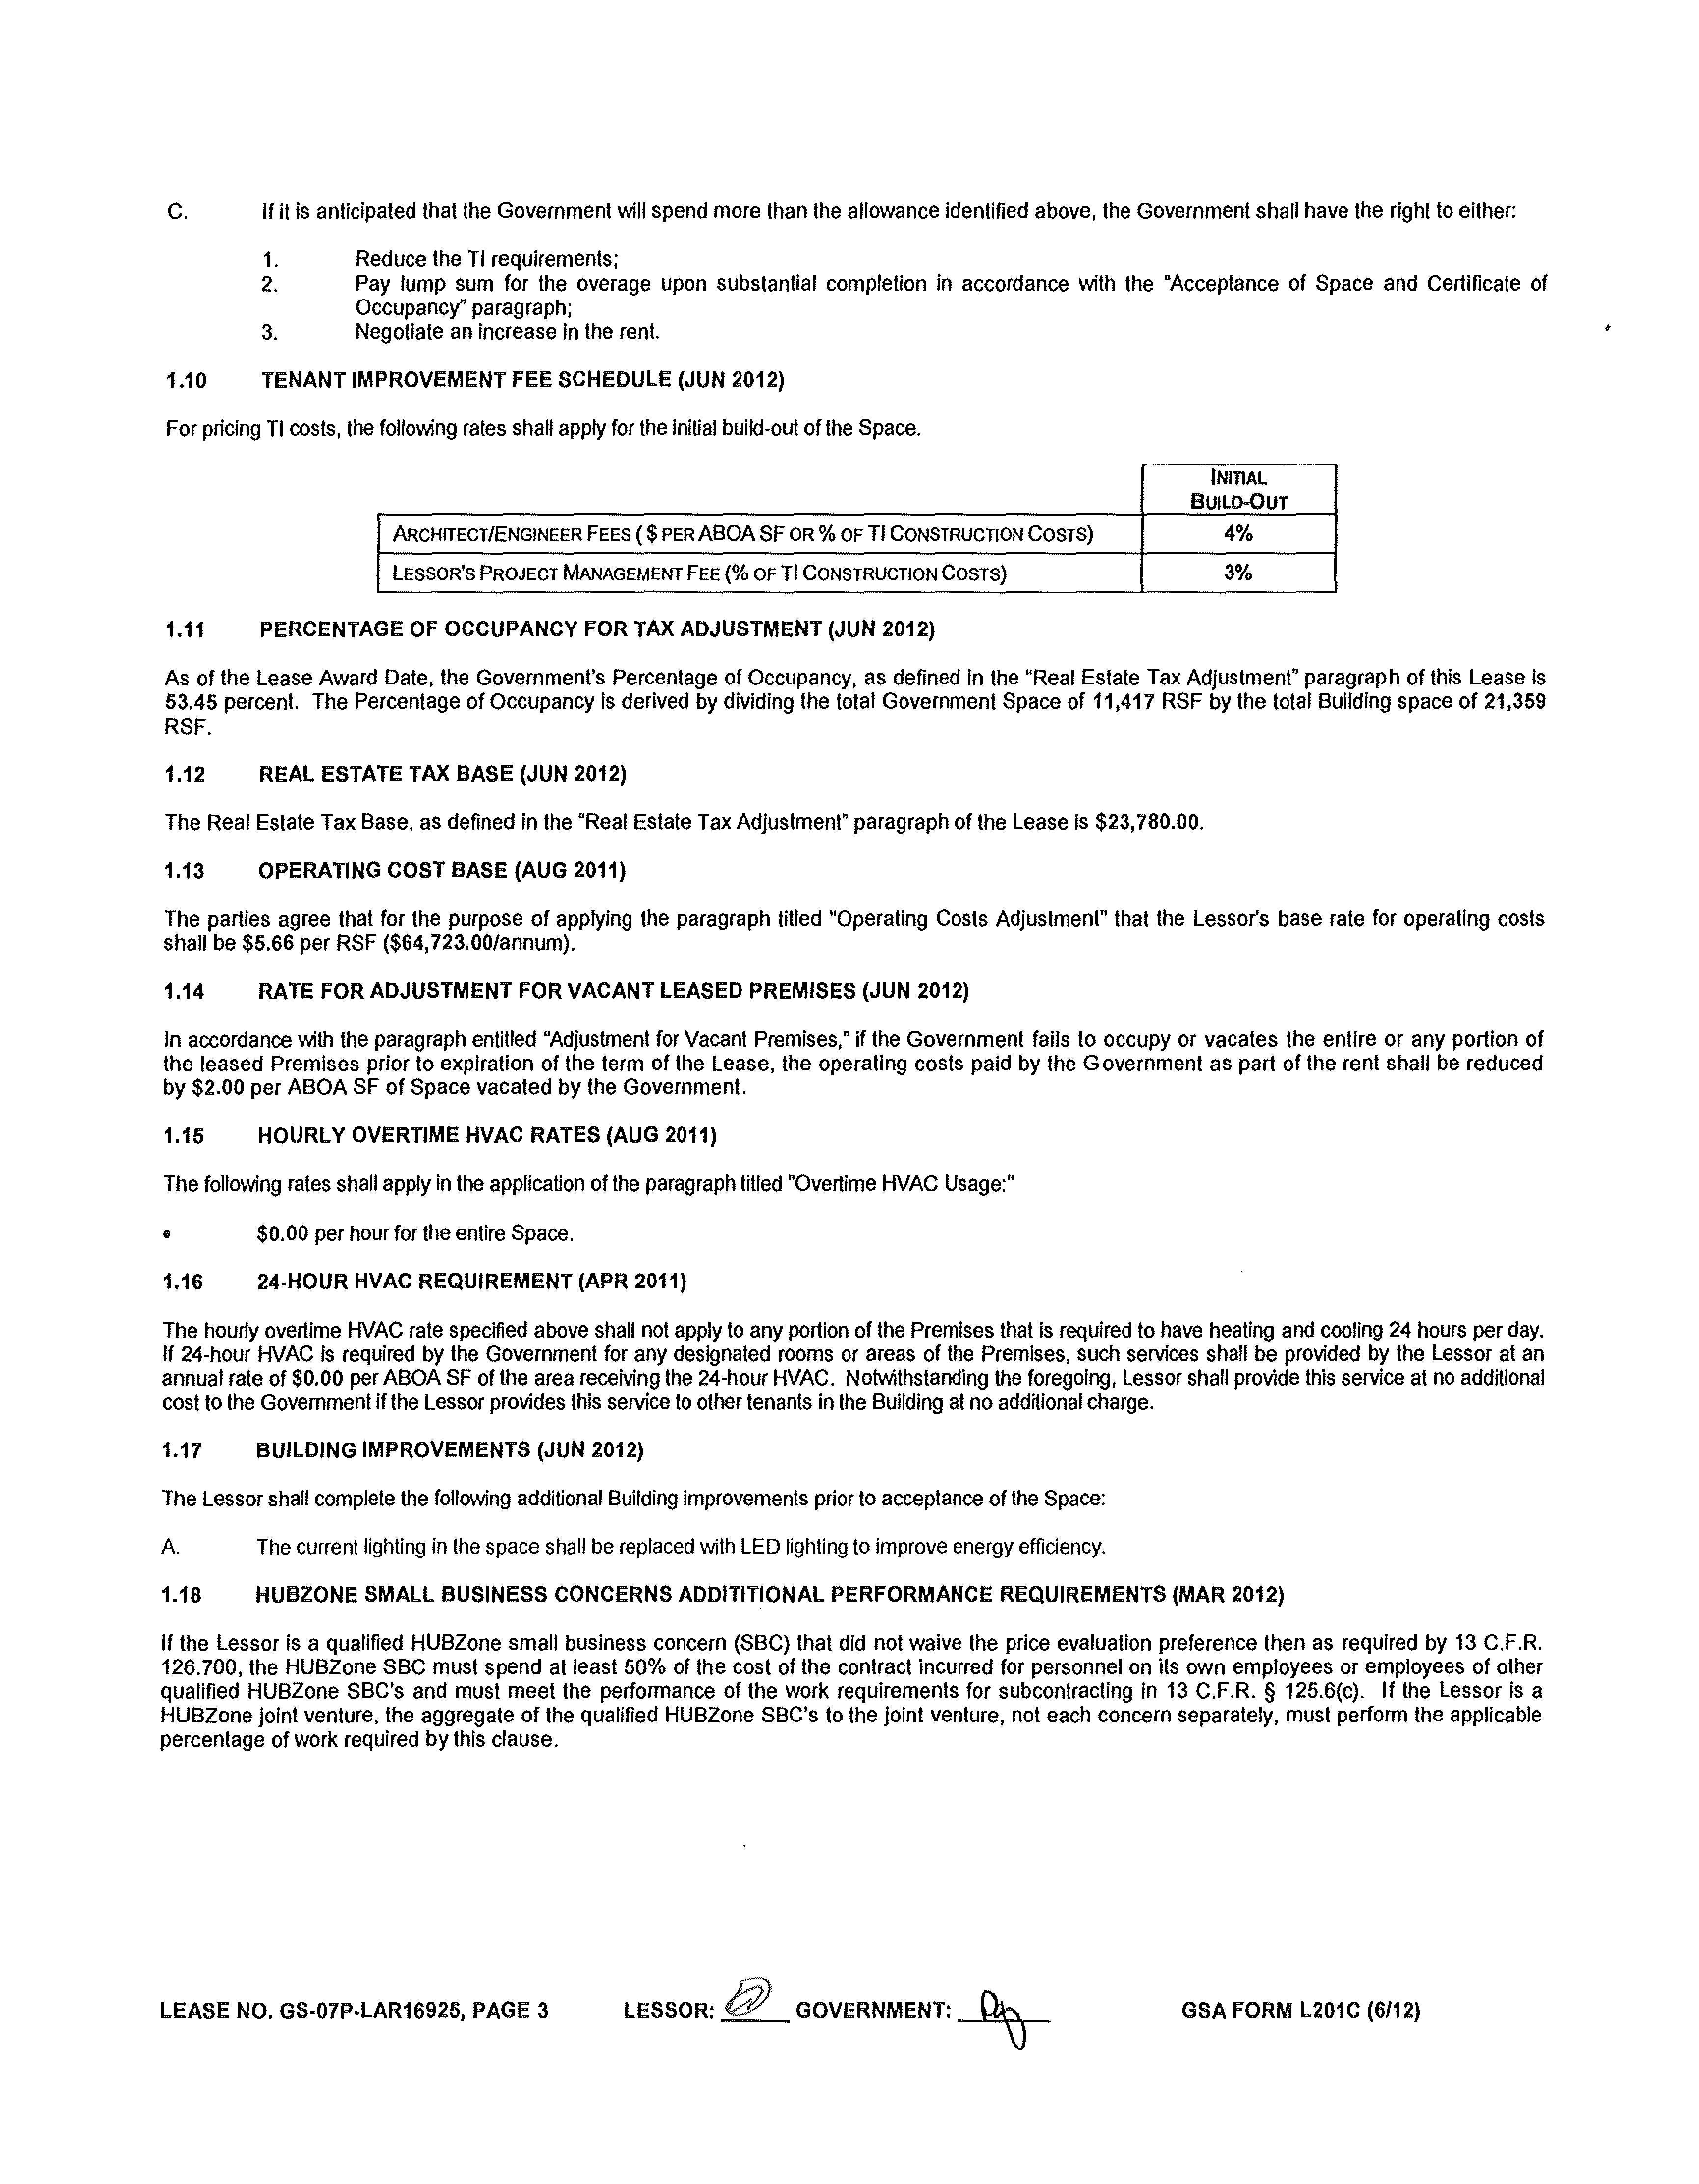 C. If it is anticipated that the Government will spend more than the allowance identified above, the Government shall have the right to either:
1. Reduce the TI requirements;
2. Pay lump sum for the overage upon substantial completion in accordance with the "Acceptance of Space and Certificate of
Occupancy" paragraph;
3. Negotiate an increase in the rent.
1.10 TENANT IMPROVEMENT FEE SCHEDULE (JUN 2012)
For pricing TI costs, the following rates shall apply for the initial build-out of the Space.
INITIAL
BUILD-OUT
ARCHITECT/ENGINEER FEES ( $ PER ABOA SF OR % OF TI CONSTRUCTION COSTS) 4%
LESSOR'S PROJECT MANAGEMENT FEE (% OF TI CONSTRUCTION COSTS) 3%
1.11 PERCENTAGE OF OCCUPANCY FOR TAX ADJUSTMENT (JUN 2012)
As of the Lease Award Date, the Government's Percentage of Occupancy, as defined in the "Real Estate Tax Adjustment" paragraph of this Lease is
53.45 percent. The Percentage of Occupancy is derived by dividing the total Government Space of 11,417 RSF by the total Building space of 21,359
RSF.
1.12 REAL ESTATE TAX BASE (JUN 2012)
The Real Estate Tax Base, as defined in the "Real Estate Tax Adjustment" paragraph of the Lease is $23,780.00.
1.13 OPERATING COST BASE (AUG 2011)
The parties agree that for the purpose of applying the paragraph titled "Operating Costs Adjustment" that the Lessor's base rate for operating costs
shall be $5.66 per RSF ($64,723.00/annum).
1.14 RATE FOR ADJUSTMENT FOR VACANT LEASED PREMISES (JUN 2012)
In accordance with the paragraph entitled "Adjustment for Vacant Premises," if the Government fails to occupy or vacates the entire or any portion of
the leased Premises prior to expiration of the term of the Lease, the operating costs paid by the Government as part of the rent shall be reduced
by $2.00 per ABOA SF of Space vacated by the Government.
1.15 HOURLY OVERTIME HVAC RATES (AUG 2011)
The following rates shall apply in the application of the paragraph titled "Overtime HVAC Usage:"
• $0.00 per hour for the entire Space.
1.16 24-HOUR HVAC REQUIREMENT (APR 2011)
The hourly overtime HVAC rate specified above shall not apply to any portion of the Premises that is required to have heating and cooling 24 hours per day.
If 24-hour HVAC is required by the Government for any designated rooms or areas of the Premises, such services shall be provided by the Lessor at an
annual rate of $0.00 per ABOA SF of the area receiving the 24-hour HVAC. Notwithstanding the foregoing, Lessor shall provide this service at no additional
cost to the Government if the Lessor provides this service to other tenants in the Building at no additional charge.
1.17 BUILDING IMPROVEMENTS (JUN 2012)
The Lessor shall complete the following additional Building improvements prior to acceptance of the Space:
A. The current lighting in the space shall be replaced with LED lighting to improve energy efficiency.
1.18 HUBZONE SMALL BUSINESS CONCERNS ADDITITIONAL PERFORMANCE REQUIREMENTS (MAR 2012)
If the Lessor is a qualified HUBZone small business concern (SBC) that did not waive the price evaluation preference then as required by 13 C.F.R.
126.700, the HUBZone SBC must spend at least 50% of the cost of the contract incurred for personnel on its own employees or employees of other
qualified HUBZone SBC's and must meet the performance of the work requirements for subcontracting in 13 C.F.R. § 125.6(c). If the Lessor is a
HUBZone joint venture, the aggregate of the qualified HUBZone SBC's to the joint venture, not each concern separately, must perform the applicable
percentage of work required by this clause.
LEASE NO. GS-07P-LAR16925, PAGE 3 LESSOR: GOVERNMENT: GSA FORM L201C (6/12)